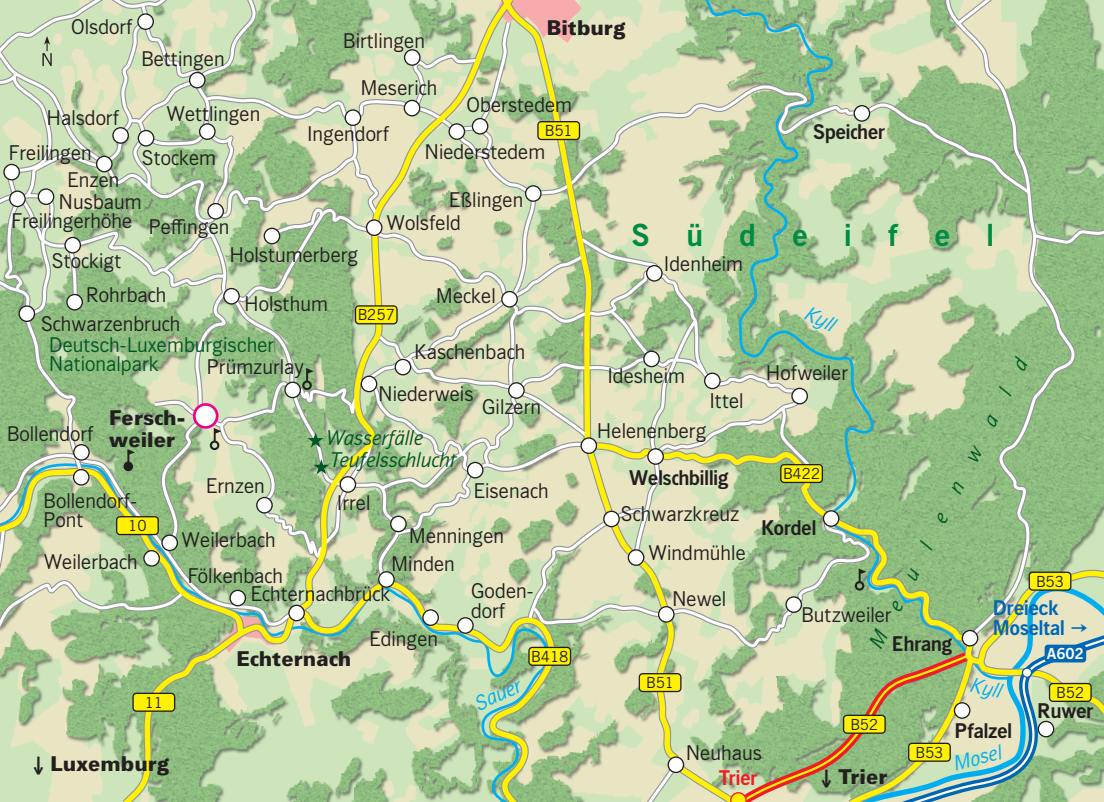 Olsdorf
Bitburg
N
Birtlingen
Bettingen
Meserich
Oberstedem
Halsdorf
Wettlingen
Ingendorf
B51
Speicher
Freilingen
Stockem
Niederstedem
Enzen
Nusbaum
Eßlingen
Freilingerhöhe
Peffingen
Wolsfeld
Südeifel
Stockigt
Holstumerberg
Idenheim
Rohrbach
Holsthum
Meckel
Schwarzenbruch
B257
Kyll
Deutsch-Luxemburgischer
Nationalpark
Kaschenbach
Prümzurlay
Idesheim
Hofweiler
Niederweis
Gilzern
Ittel
Fersch-
weiler
Bollendorf
Wasserfälle
Teufelsschlucht
Helenenberg
Welschbillig
B422
Meulenwald
Bollendorf-
Pont
Ernzen
Irrel
Eisenach
10
Schwarzkreuz
Kordel
Weilerbach
Menningen
Weilerbach
Windmühle
Fölkenbach
Minden
Echternachbrück
Goden-
dorf
Newel
Butzweiler
B53
Dreieck
Moseltal →
Edingen
Ehrang
A602
Echternach
B418
11
Sauer
B51
Kyll
B52
Ruwer
B52
Pfalzel
B53
Mosel
Neuhaus
↓ Luxemburg
Trier
↓ Trier